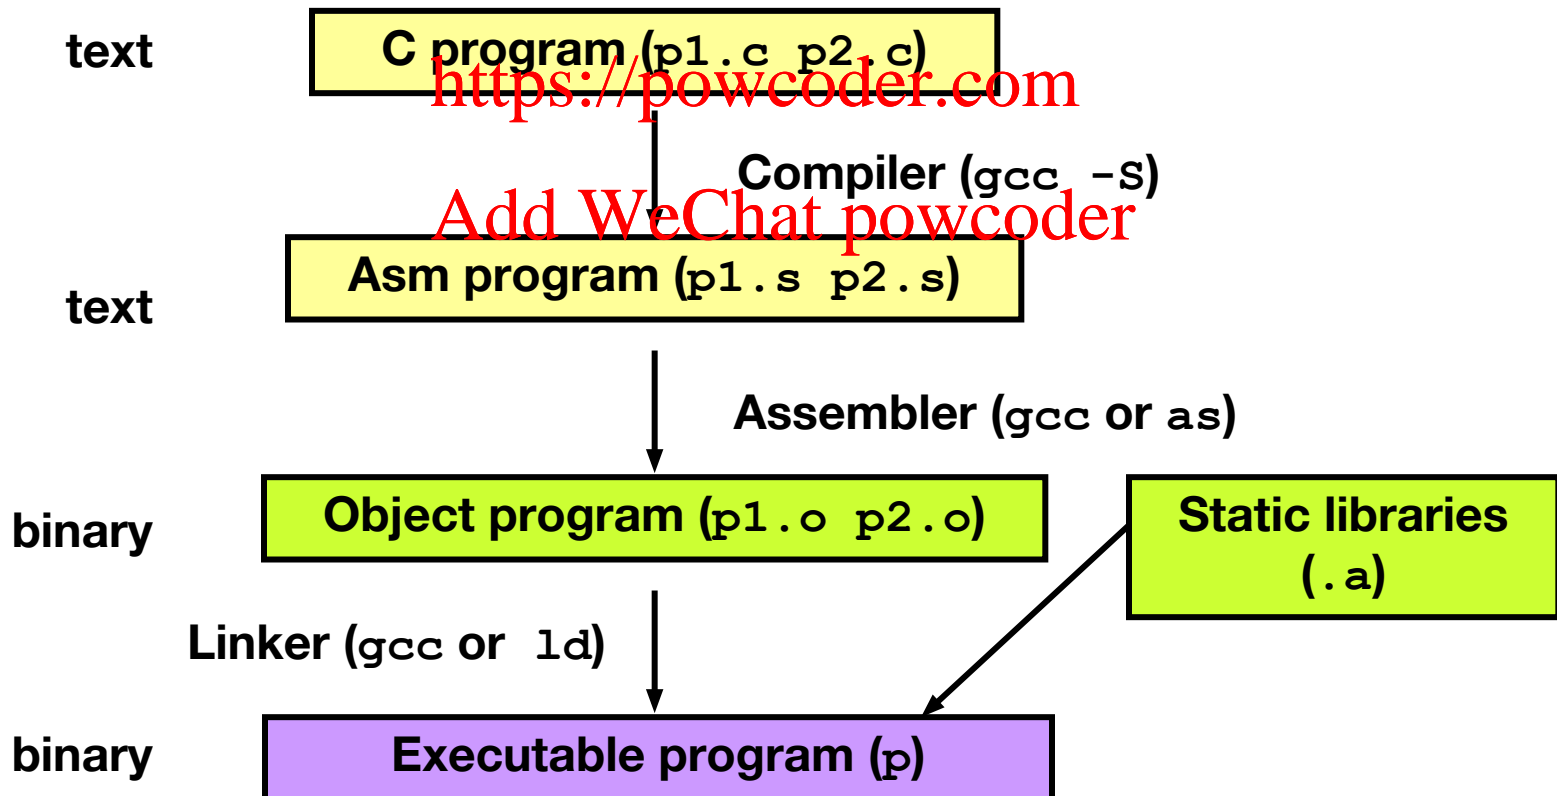 text
C program (p1.c p2.c)
https://powcoder.com
Compiler (gcc -S)
Add WeChat powcoder
Asm program (p1.s p2.s)
text
Assembler (gcc or as)
Object program (p1.o p2.o)
binary
Static libraries
(.a)
Linker (gcc or ld)
Executable program (p)
binary